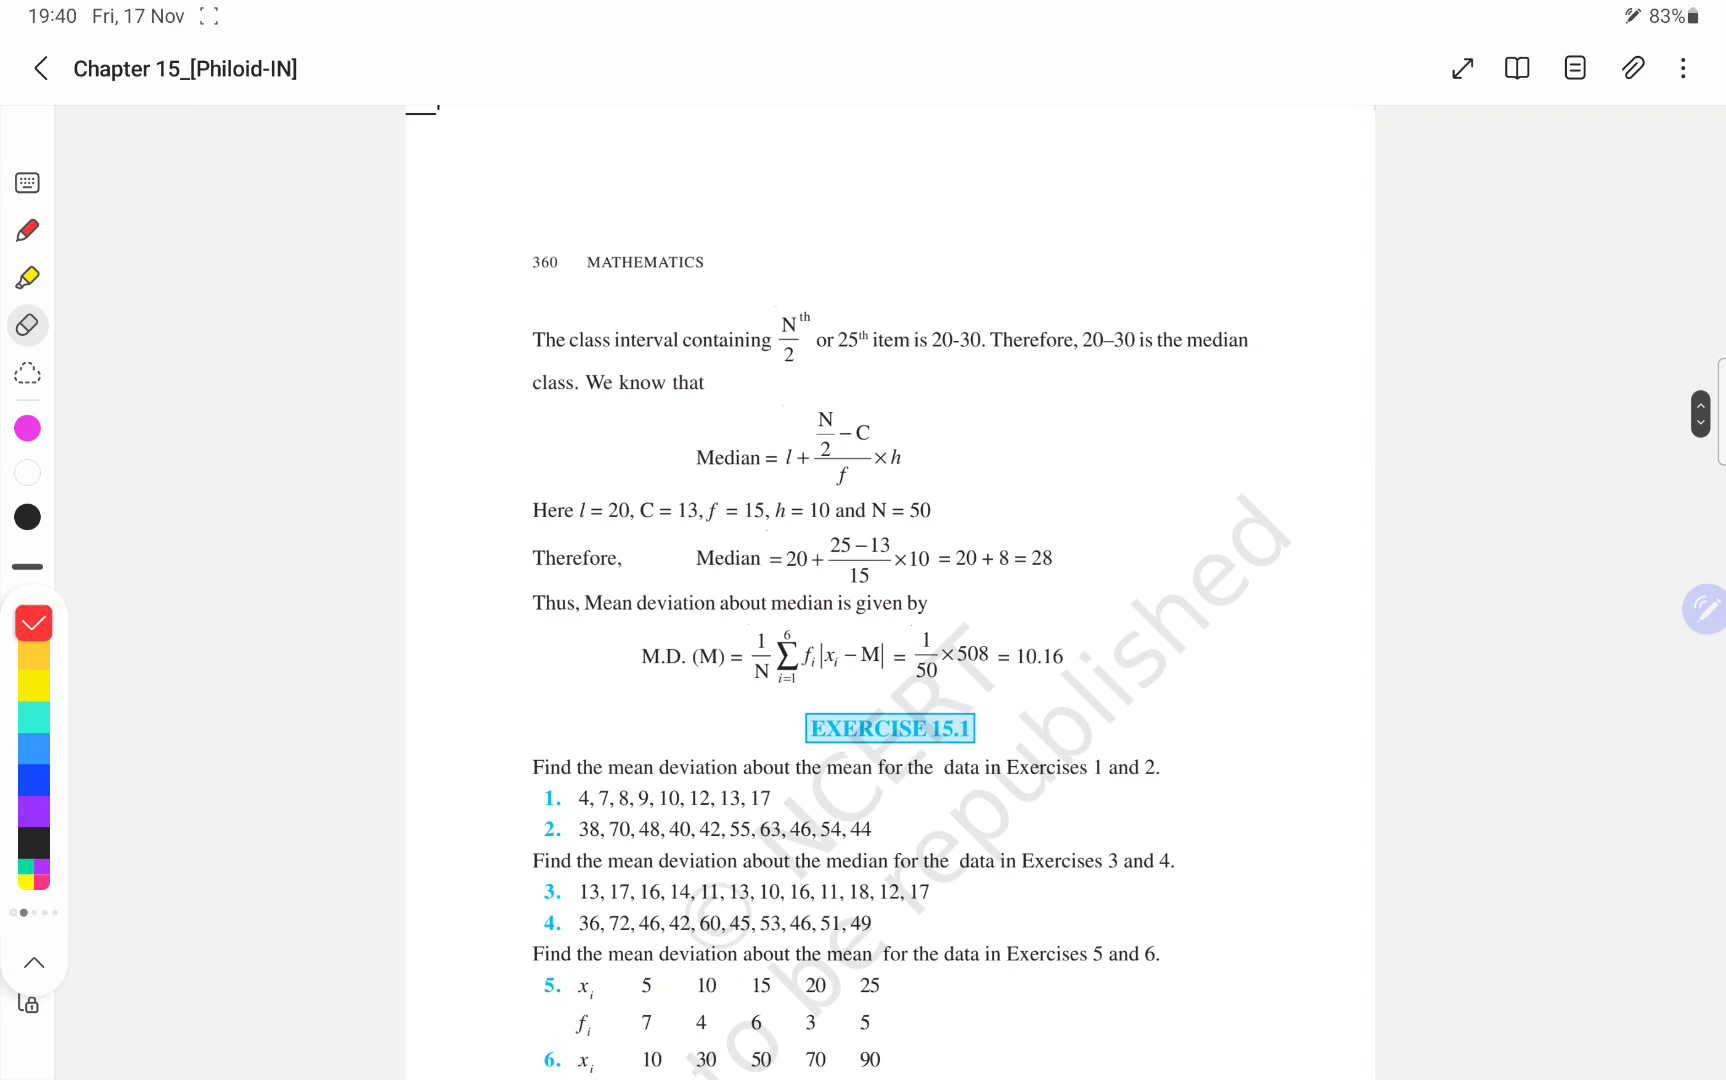 19:40 Fri, 17 Nov
83%
Chapter 15_[Philoid-IN]
360 MATHEMATICS
The class interval containing N/2 th or 25th item is 20-30. Therefore, 20–30 is the median
class. We know that
Median = l + (N/2 – C)/f × h
Here l = 20, C = 13, f = 15, h = 10 and N = 50
Therefore, Median = 20 + (25 – 13)/15 × 10 = 20 + 8 = 28
Thus, Mean deviation about median is given by
M.D. (M) = 1/N ∑ i=1 6 fi |xi – M| = 1/50 × 508 = 10.16
EXERCISE 15.1
Find the mean deviation about the mean for the data in Exercises 1 and 2.
1. 4, 7, 8, 9, 10, 12, 13, 17
2. 38, 70, 48, 40, 42, 55, 63, 46, 54, 44
Find the mean deviation about the median for the data in Exercises 3 and 4.
3. 13, 17, 16, 14, 11, 13, 10, 16, 11, 18, 12, 17
4. 36, 72, 46, 42, 60, 45, 53, 46, 51, 49
Find the mean deviation about the mean for the data in Exercises 5 and 6.
5. xi 5 10 15 20 25
fi 7 4 6 3 5
6. xi 10 30 50 70 90
© NCERT
to be republished